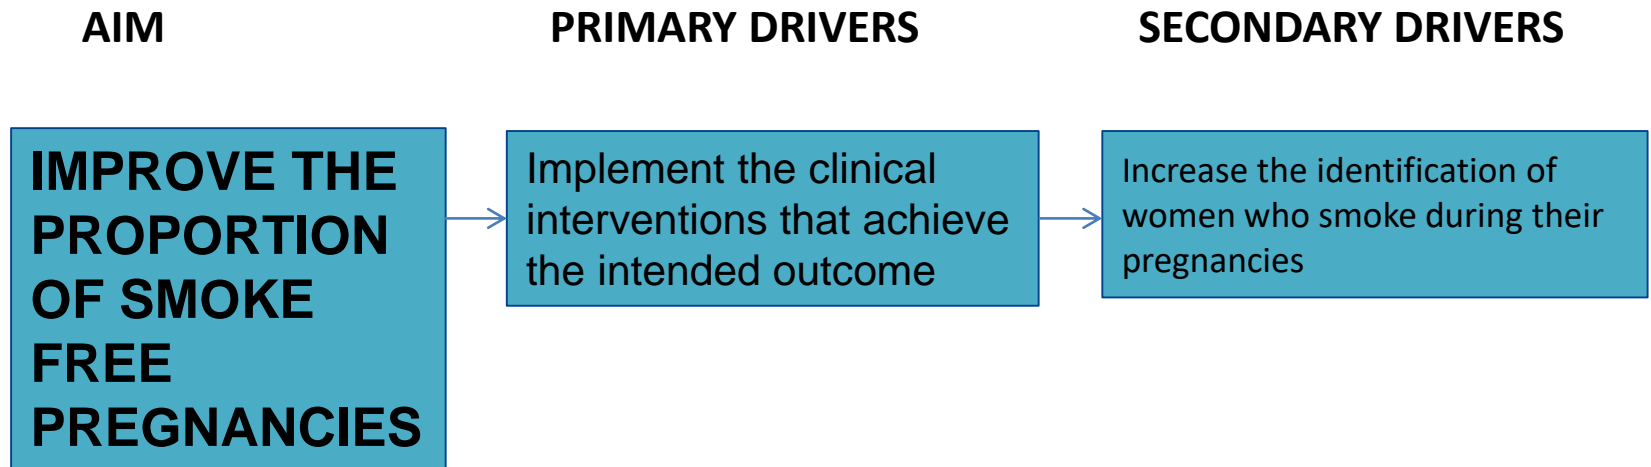 AIM
PRIMARY DRIVERS
SECONDARY DRIVERS
IMPROVE THE
PROPORTION
OF SMOKE
FREE
PREGNANCIES
Implement the clinical
interventions that achieve
the intended outcome
Increase the identification of
women who smoke during their
pregnancies